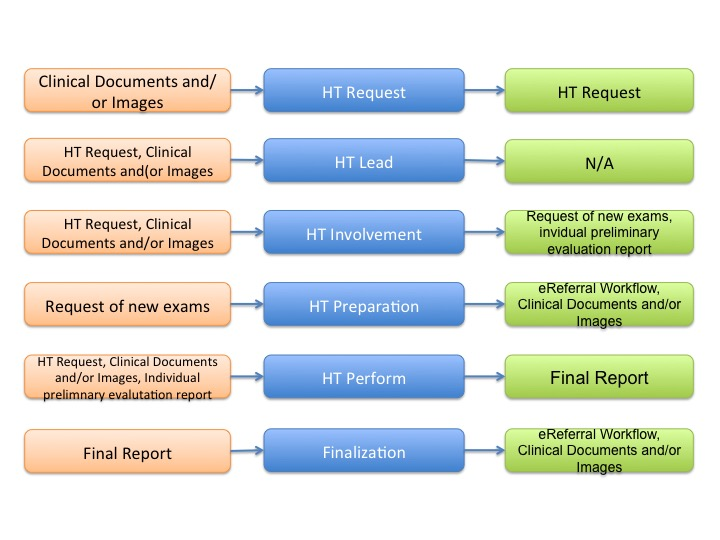 Clinical Documents and/
or Images
HT Request
HT Request
HT Request, Clinical
Documents and(or Images
HT Lead
N/A
HT Request, Clinical
Documents and/or Images
HT Involvement
Request of new exams,
invidual preliminary
evaluation report
Request of new exams
HT Preparation
eReferral Workflow,
Clinical Documents and/or
Images
HT Request, Clinical Documents
and/or Images, Individual
prelimnary evalutation report
HT Perform
Final Report
Final Report
Finalization
eReferral Workflow,
Clinical Documents and/or
Images